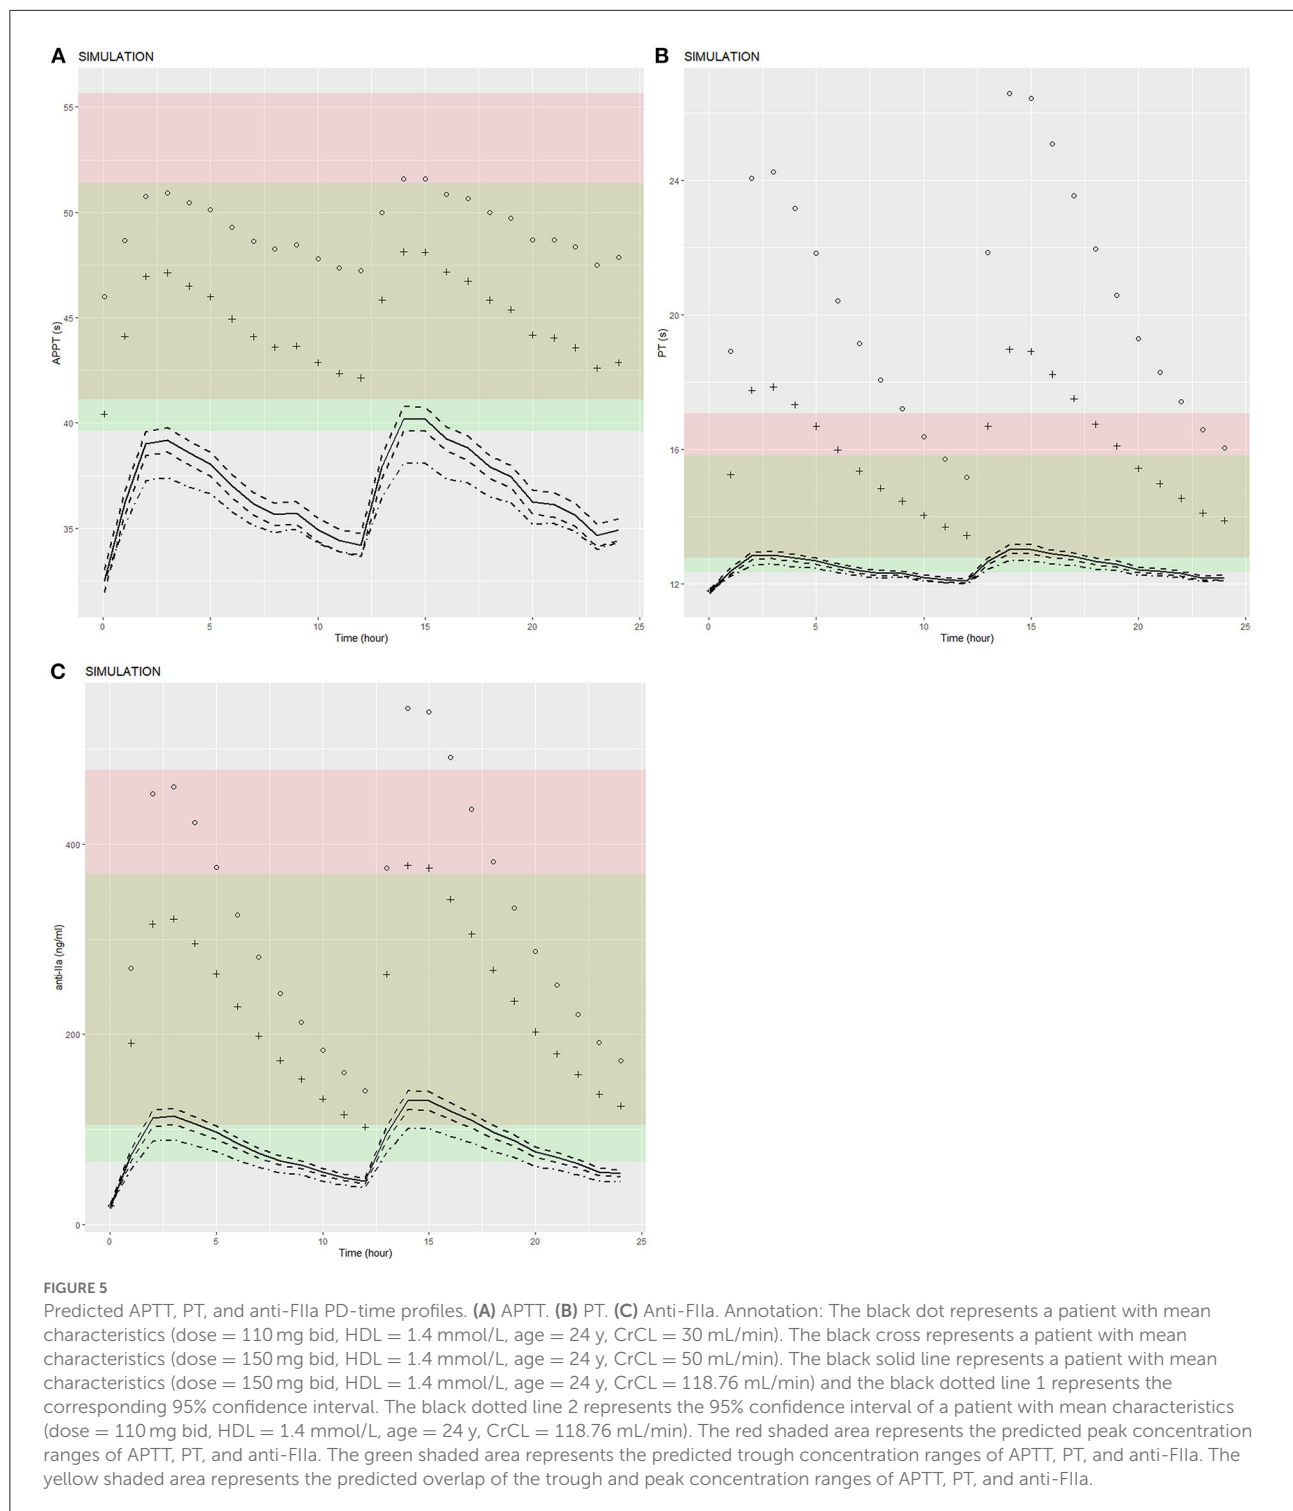 A SIMULATION
55
50
45
40
35
APPT (s)
0 5 10 15 20 25
Time (hour)
B SIMULATION
24
20
16
12
PT (s)
0 5 10 15 20 25
Time (hour)
C SIMULATION
400
200
0
anti-IIa (ng/ml)
0 5 10 15 20 25
Time (hour)
FIGURE 5
Predicted APTT, PT, and anti-FIIa PD-time profiles. (A) APTT. (B) PT. (C) Anti-FIIa. Annotation: The black dot represents a patient with mean
characteristics (dose = 110 mg bid, HDL = 1.4 mmol/L, age = 24 y, CrCL = 30 mL/min). The black cross represents a patient with mean
characteristics (dose = 150 mg bid, HDL = 1.4 mmol/L, age = 24 y, CrCL = 50 mL/min). The black solid line represents a patient with mean
characteristics (dose = 150 mg bid, HDL = 1.4 mmol/L, age = 24 y, CrCL = 118.76 mL/min) and the black dotted line 1 represents the
corresponding 95% confidence interval. The black dotted line 2 represents the 95% confidence interval of a patient with mean characteristics
(dose = 110 mg bid, HDL = 1.4 mmol/L, age = 24 y, CrCL = 118.76 mL/min). The red shaded area represents the predicted peak concentration
ranges of APTT, PT, and anti-FIIa. The green shaded area represents the predicted trough concentration ranges of APTT, PT, and anti-FIIa. The
yellow shaded area represents the predicted overlap of the trough and peak concentration ranges of APTT, PT, and anti-FIIa.